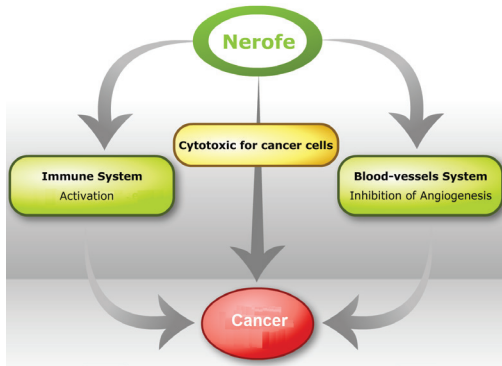 Nerofe
Cytotoxic for cancer cells
Immune System
Activation
Blood-vessels System
Inhibition of Angiogenesis
Cancer